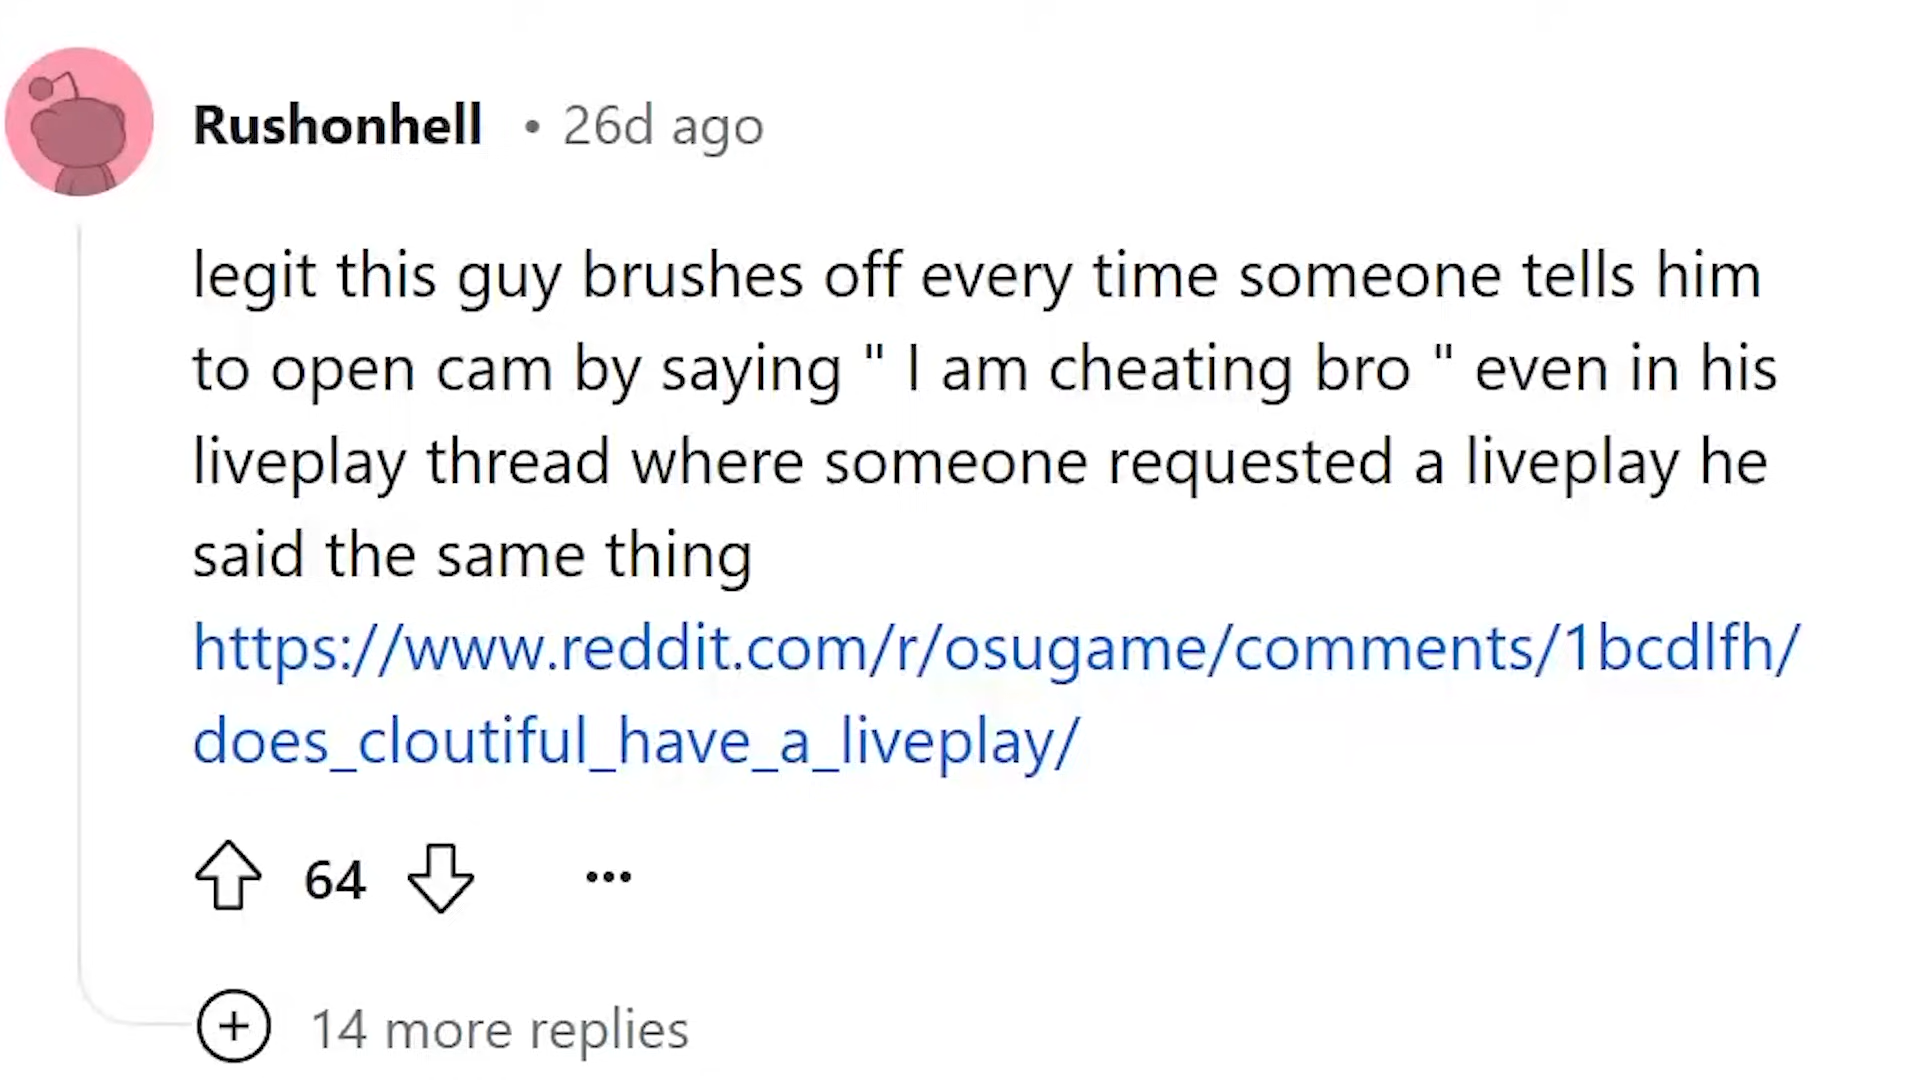 Rushonhell • 26d ago
legit this guy brushes off every time someone tells him
to open cam by saying " I am cheating bro " even in his
liveplay thread where someone requested a liveplay he
said the same thing
https://www.reddit.com/r/osugame/comments/1bcdlfh/
does_cloutiful_have_a_liveplay/
64 •••
14 more replies